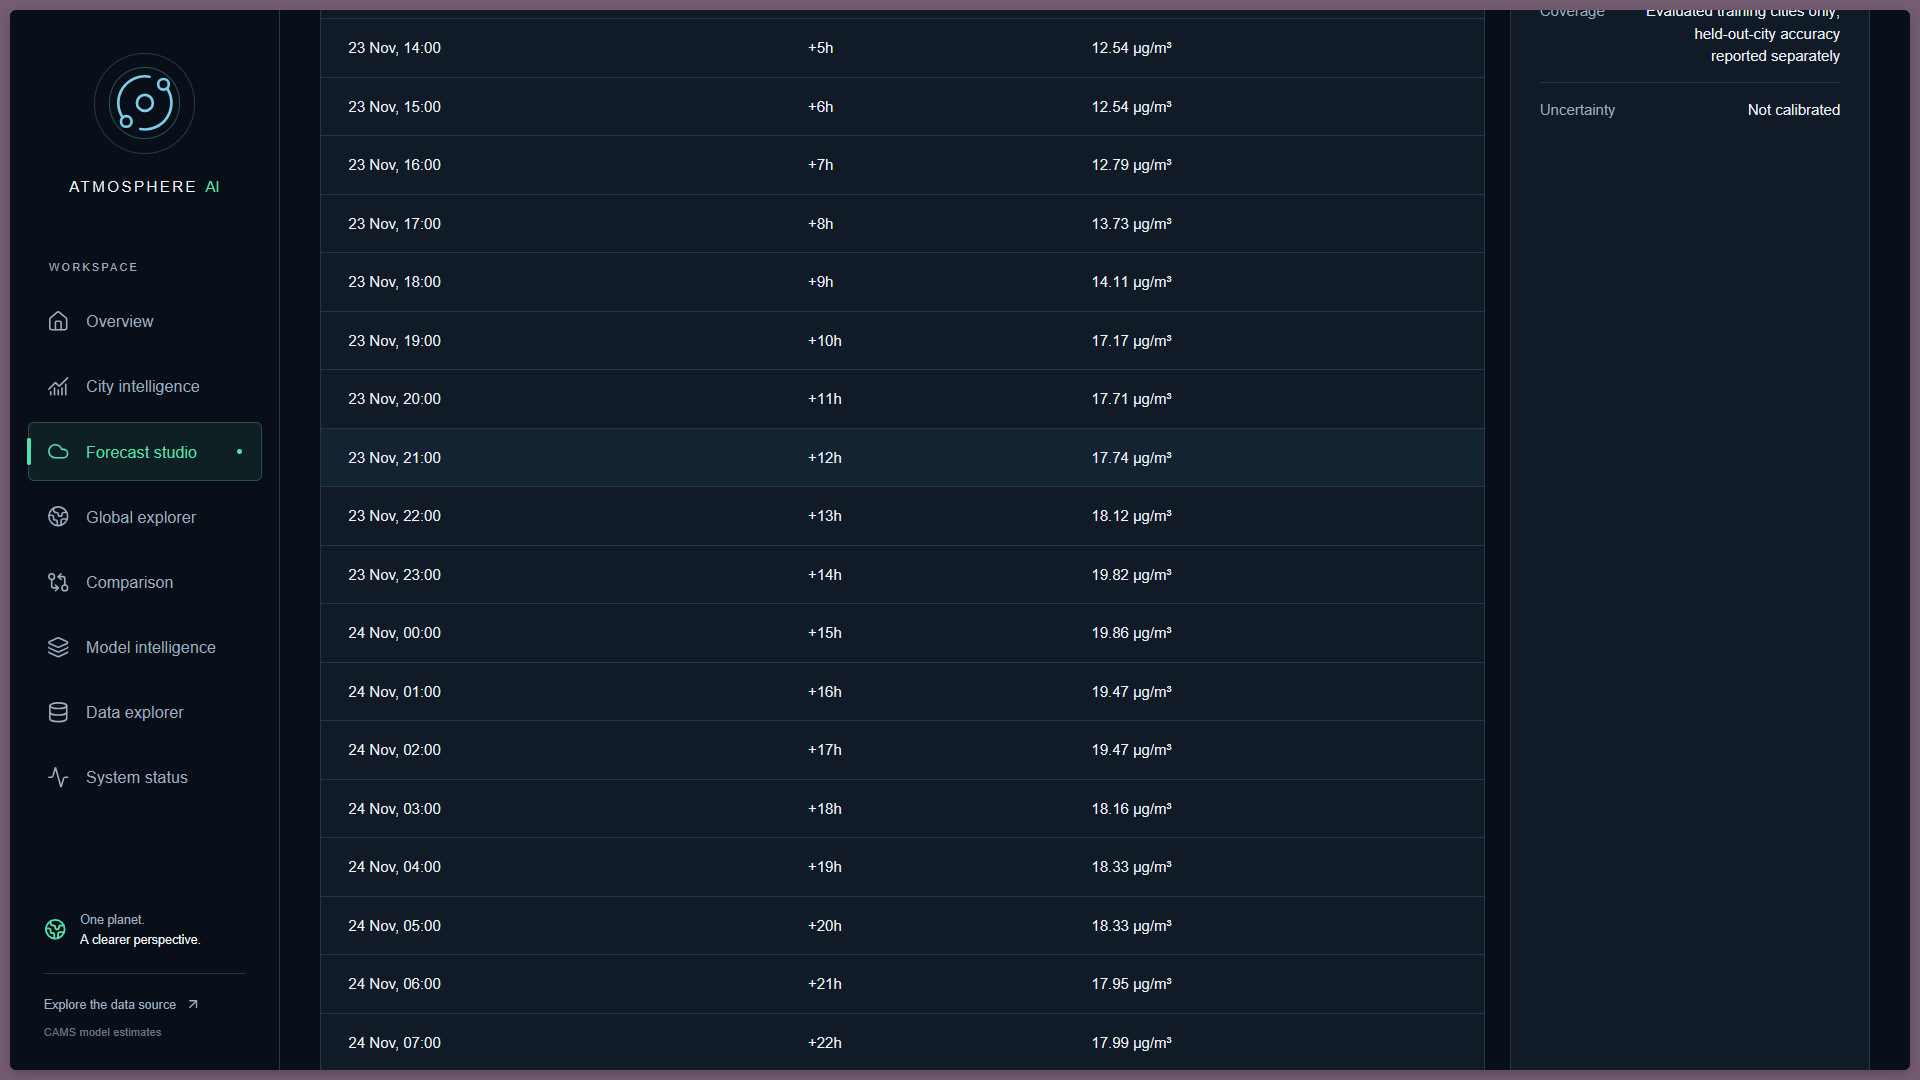 ATMOSPHERE AI
WORKSPACE
Overview
City intelligence
Forecast studio
Global explorer
Comparison
Model intelligence
Data explorer
System status
One planet.
A clearer perspective.
Explore the data source
CAMS model estimates
23 Nov, 14:00 +5h 12.54 µg/m³
23 Nov, 15:00 +6h 12.54 µg/m³
23 Nov, 16:00 +7h 12.79 µg/m³
23 Nov, 17:00 +8h 13.73 µg/m³
23 Nov, 18:00 +9h 14.11 µg/m³
23 Nov, 19:00 +10h 17.17 µg/m³
23 Nov, 20:00 +11h 17.71 µg/m³
23 Nov, 21:00 +12h 17.74 µg/m³
23 Nov, 22:00 +13h 18.12 µg/m³
23 Nov, 23:00 +14h 19.82 µg/m³
24 Nov, 00:00 +15h 19.86 µg/m³
24 Nov, 01:00 +16h 19.47 µg/m³
24 Nov, 02:00 +17h 19.47 µg/m³
24 Nov, 03:00 +18h 18.16 µg/m³
24 Nov, 04:00 +19h 18.33 µg/m³
24 Nov, 05:00 +20h 18.33 µg/m³
24 Nov, 06:00 +21h 17.95 µg/m³
24 Nov, 07:00 +22h 17.99 µg/m³
Coverage Evaluated training cities only,
held-out-city accuracy
reported separately
Uncertainty Not calibrated